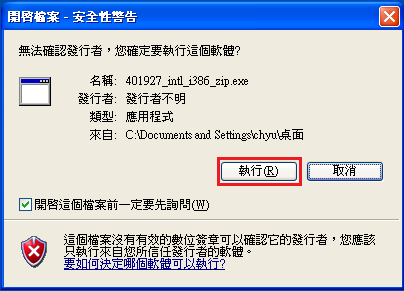 開啓檔案 - 安全性警告
無法確認發行者，您確定要執行這個軟體?
名稱: 401927_intl_i386_zip.exe
發行者: 發行者不明
類型: 應用程式
來自: C:\Documents and Settings\chyu\桌面
執行(R)
取消
開啓這個檔案前一定要先詢問(W)
這個檔案沒有有效的數位簽章可以確認它的發行者，您應該
只執行來自您所信任發行者的軟體。
要如何決定哪個軟體可以執行?